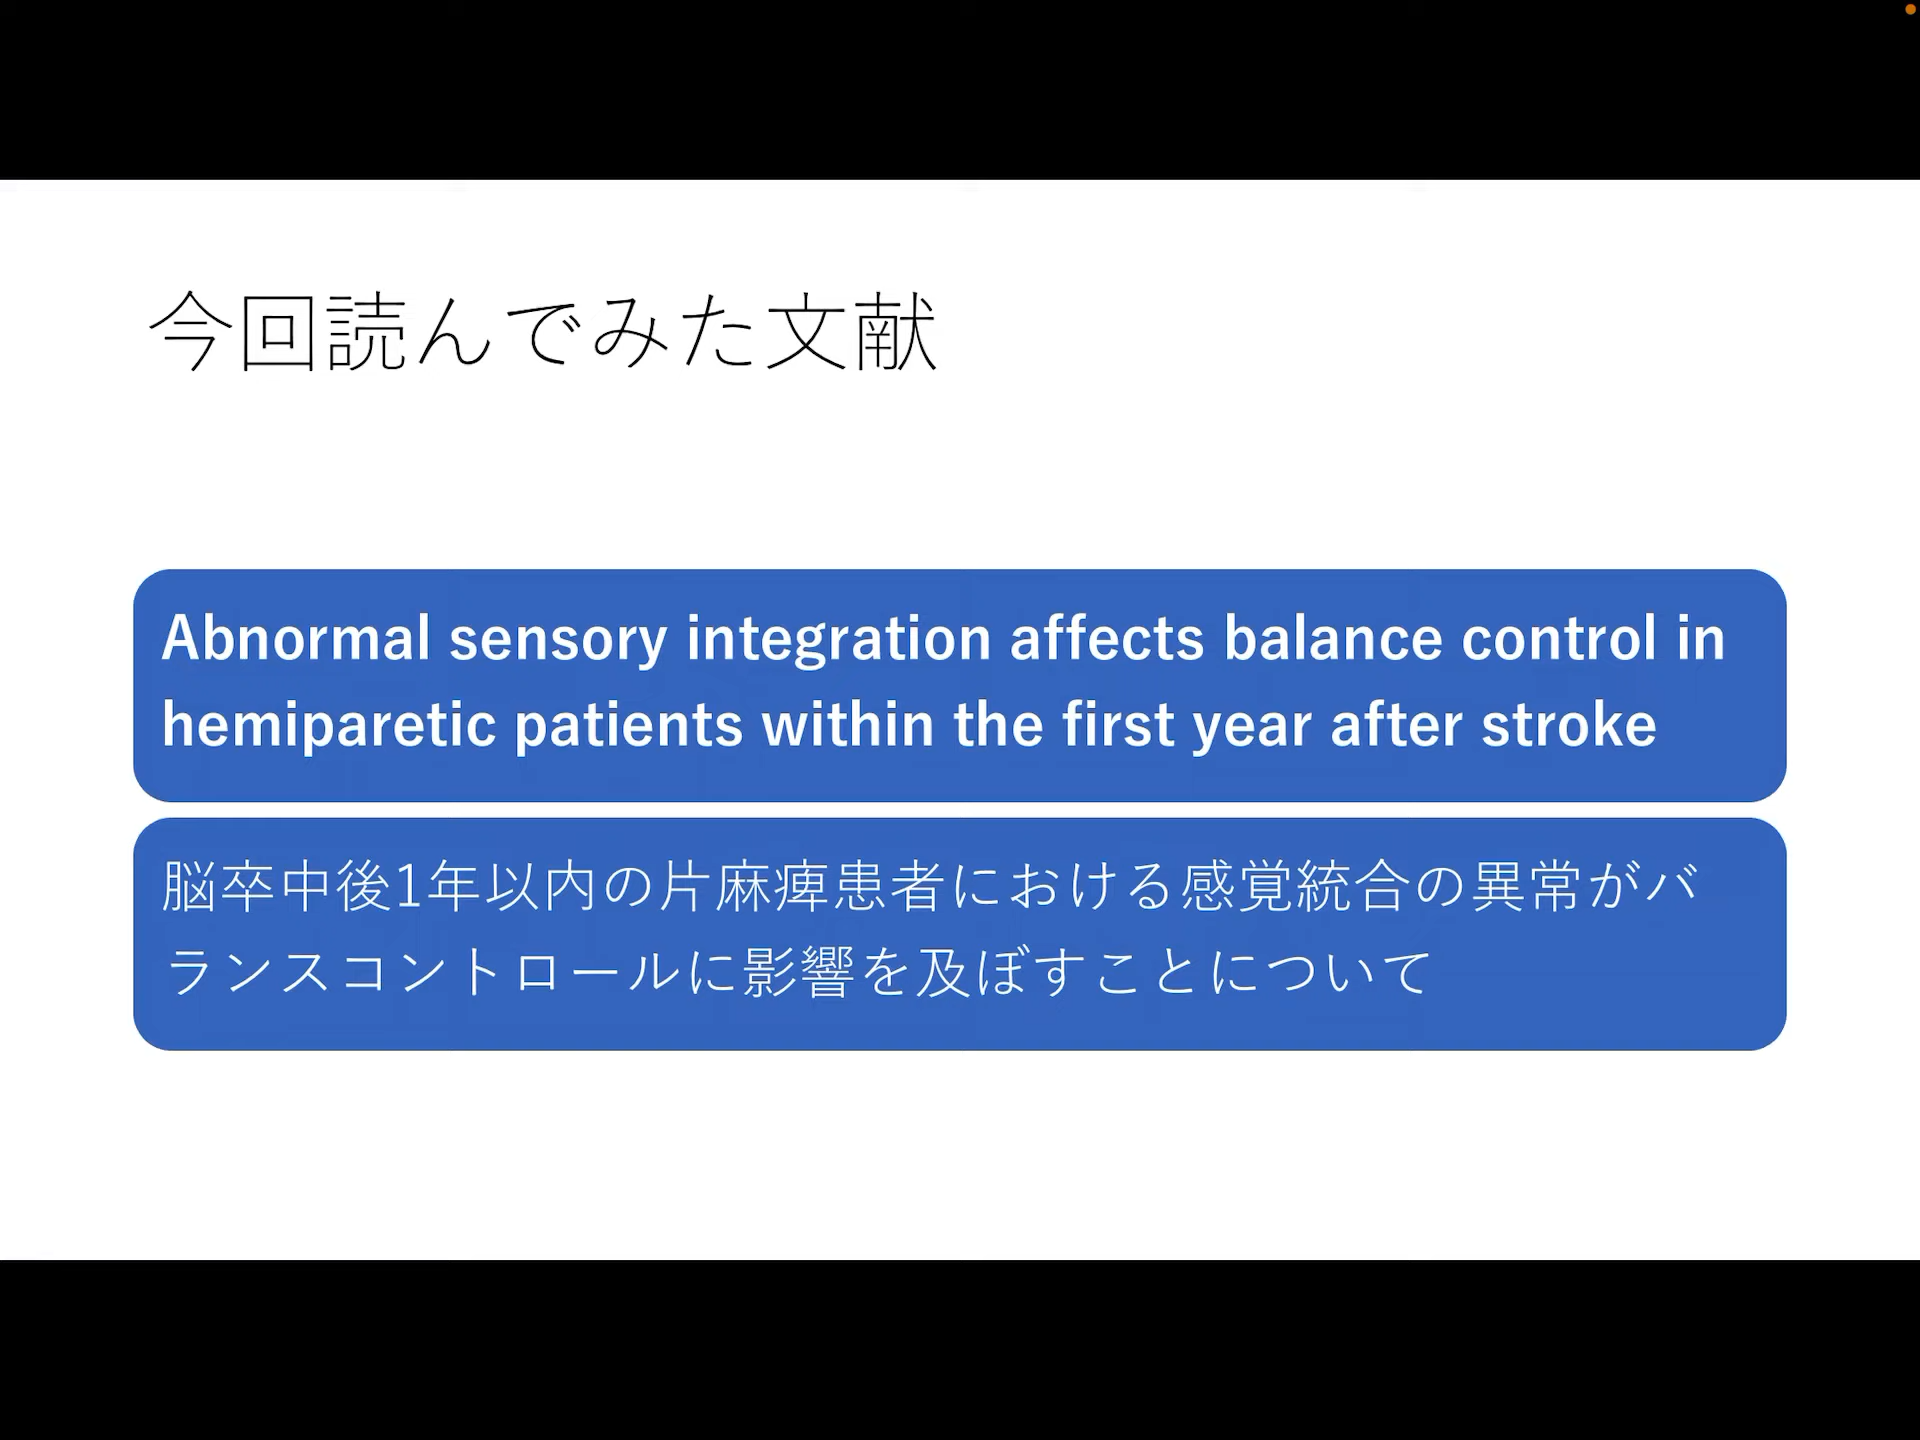 今回読んでみた文献
Abnormal sensory integration affects balance control in
hemiparetic patients within the first year after stroke
脳卒中後1年以内の片麻痺患者における感覚統合の異常がバ
ランスコントロールに影響を及ぼすことについて